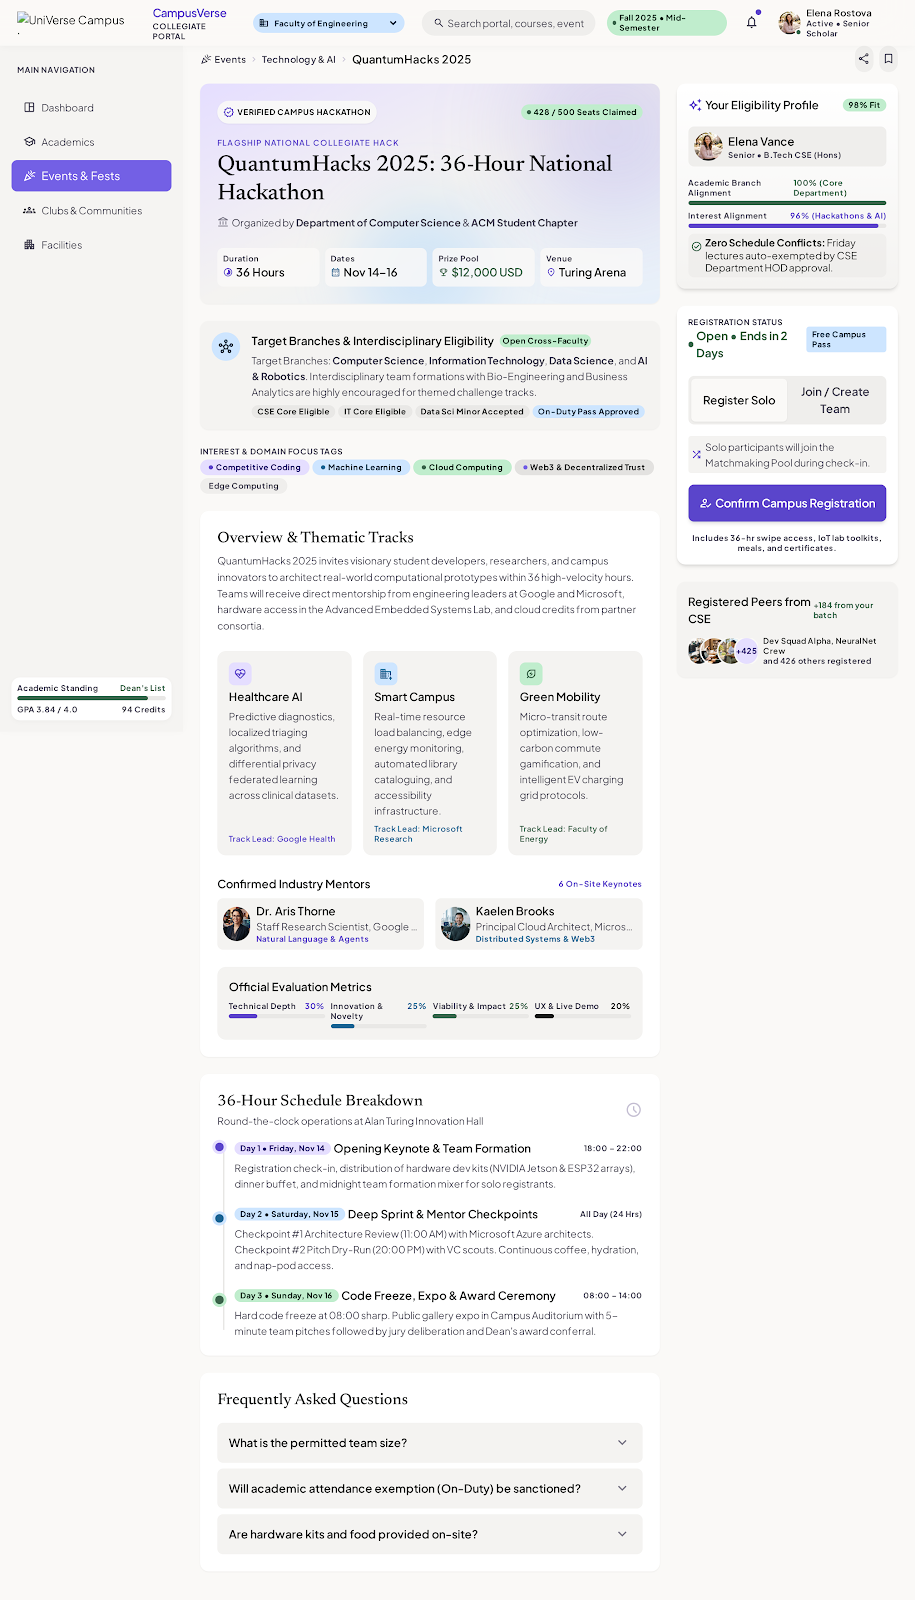 UniVerse Campus
CampusVerse
COLLEGIATE
PORTAL
Faculty of Engineering
Search portal, courses, event
Fall 2025 • Mid-
Semester
Elena Rostova
Active • Senior
Scholar
MAIN NAVIGATION
Dashboard
Academics
Events & Fests
Clubs & Communities
Facilities
Academic Standing
Dean's List
GPA 3.84 / 4.0
94 Credits
Events
Technology & AI
QuantumHacks 2025
VERIFIED CAMPUS HACKATHON
428 / 500 Seats Claimed
FLAGSHIP NATIONAL COLLEGIATE HACK
QuantumHacks 2025: 36-Hour National
Hackathon
Organized by Department of Computer Science & ACM Student Chapter
Duration
36 Hours
Dates
Nov 14–16
Prize Pool
$12,000 USD
Venue
Turing Arena
Target Branches & Interdisciplinary Eligibility
Open Cross-Faculty
Target Branches: Computer Science, Information Technology, Data Science, and AI
& Robotics. Interdisciplinary team formations with Bio-Engineering and Business
Analytics are highly encouraged for themed challenge tracks.
CSE Core Eligible
IT Core Eligible
Data Sci Minor Accepted
On-Duty Pass Approved
INTEREST & DOMAIN FOCUS TAGS
Competitive Coding
Machine Learning
Cloud Computing
Web3 & Decentralized Trust
Edge Computing
Overview & Thematic Tracks
QuantumHacks 2025 invites visionary student developers, researchers, and campus
innovators to architect real-world computational prototypes within 36 high-velocity hours.
Teams will receive direct mentorship from engineering leaders at Google and Microsoft,
hardware access in the Advanced Embedded Systems Lab, and cloud credits from partner
consortia.
Healthcare AI
Predictive diagnostics,
localized triaging
algorithms, and
differential privacy
federated learning
across clinical datasets.
Track Lead: Google Health
Smart Campus
Real-time resource
load balancing, edge
energy monitoring,
automated library
cataloguing, and
accessibility
infrastructure.
Track Lead: Microsoft
Research
Green Mobility
Micro-transit route
optimization, low-
carbon commute
gamification, and
intelligent EV charging
grid protocols.
Track Lead: Faculty of
Energy
Confirmed Industry Mentors
6 On-Site Keynotes
Dr. Aris Thorne
Staff Research Scientist, Google ...
Natural Language & Agents
Kaelen Brooks
Principal Cloud Architect, Micros...
Distributed Systems & Web3
Official Evaluation Metrics
Technical Depth 30%
Innovation &
Novelty
25%
Viability & Impact 25%
UX & Live Demo 20%
36-Hour Schedule Breakdown
Round-the-clock operations at Alan Turing Innovation Hall
Day 1 • Friday, Nov 14
Opening Keynote & Team Formation
18:00 – 22:00
Registration check-in, distribution of hardware dev kits (NVIDIA Jetson & ESP32 arrays),
dinner buffet, and midnight team formation mixer for solo registrants.
Day 2 • Saturday, Nov 15
Deep Sprint & Mentor Checkpoints
All Day (24 Hrs)
Checkpoint #1 Architecture Review (11:00 AM) with Microsoft Azure architects.
Checkpoint #2 Pitch Dry-Run (20:00 PM) with VC scouts. Continuous coffee, hydration,
and nap-pod access.
Day 3 • Sunday, Nov 16
Code Freeze, Expo & Award Ceremony
08:00 – 14:00
Hard code freeze at 08:00 sharp. Public gallery expo in Campus Auditorium with 5-
minute team pitches followed by jury deliberation and Dean's award conferral.
Frequently Asked Questions
What is the permitted team size?
Will academic attendance exemption (On-Duty) be sanctioned?
Are hardware kits and food provided on-site?
Your Eligibility Profile
98% Fit
Elena Vance
Senior • B.Tech CSE (Hons)
Academic Branch
Alignment
100% (Core
Department)
Interest Alignment
96% (Hackathons & AI)
Zero Schedule Conflicts: Friday
lectures auto-exempted by CSE
Department HOD approval.
REGISTRATION STATUS
Open • Ends in 2
Days
Free Campus
Pass
Register Solo
Join / Create
Team
Solo participants will join the
Matchmaking Pool during check-in.
Confirm Campus Registration
Includes 36-hr swipe access, IoT lab toolkits,
meals, and certificates.
Registered Peers from
CSE
+184 from your
batch
+425
Dev Squad Alpha, NeuralNet
Crew
and 426 others registered